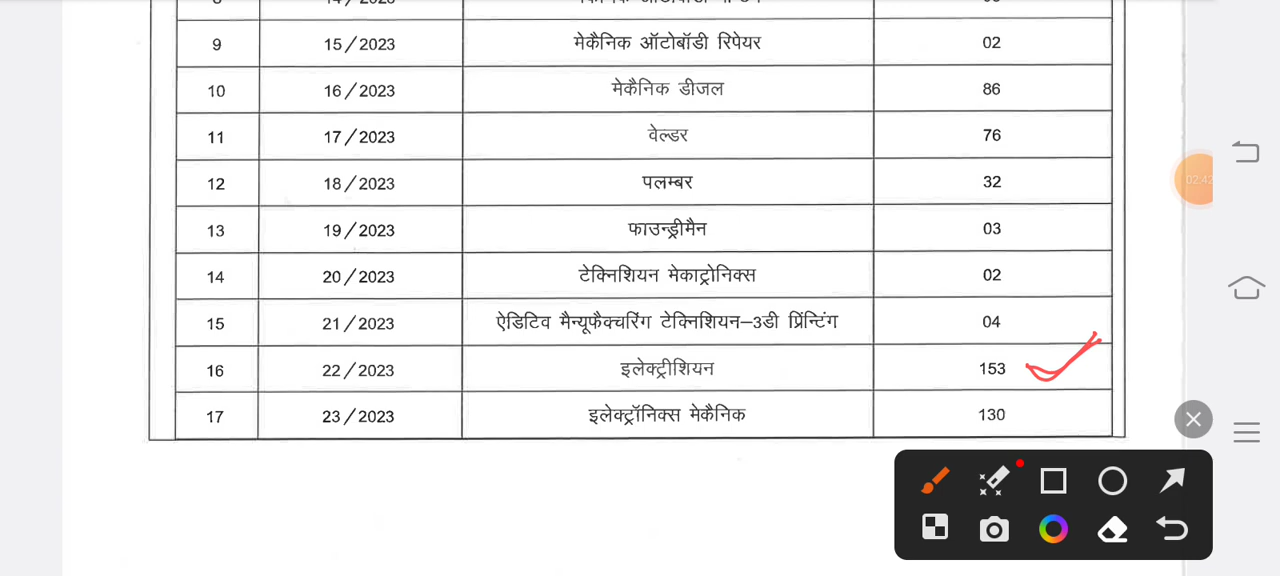 9 15/2023 मेकैनिक ऑटोबॉडी रिपेयर 02
10 16/2023 मेकैनिक डीजल 86
11 17/2023 वेल्डर 76
12 18/2023 पलम्बर 32
13 19/2023 फाउन्ड्रीमैन 03
14 20/2023 टेक्निशियन मेकाट्रोनिक्स 02
15 21/2023 ऐडिटिव मैन्यूफैक्चरिंग टेक्निशियन–3डी प्रिंन्टिंग 04
16 22/2023 इलेक्ट्रीशियन 153
17 23/2023 इलेक्ट्रॉनिक्स मेकैनिक 130